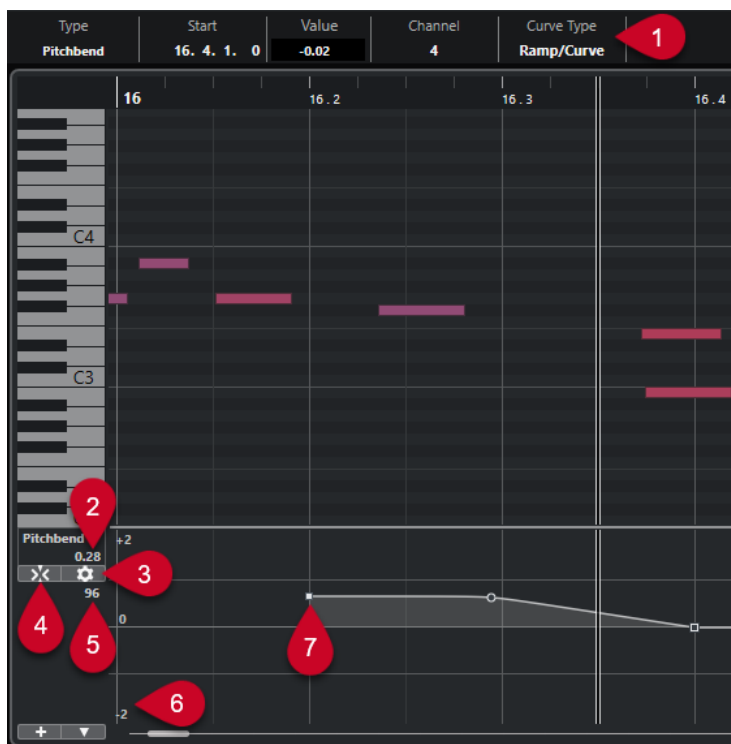 Type Start Value Channel Curve Type
Pitchbend 16. 4. 1. 0 -0.02 4 Ramp/Curve
1
16 16.2 16.3 16.4
C4
C3
2
Pitchbend +2
0.28
3
96
0
4 5 7
6
-2